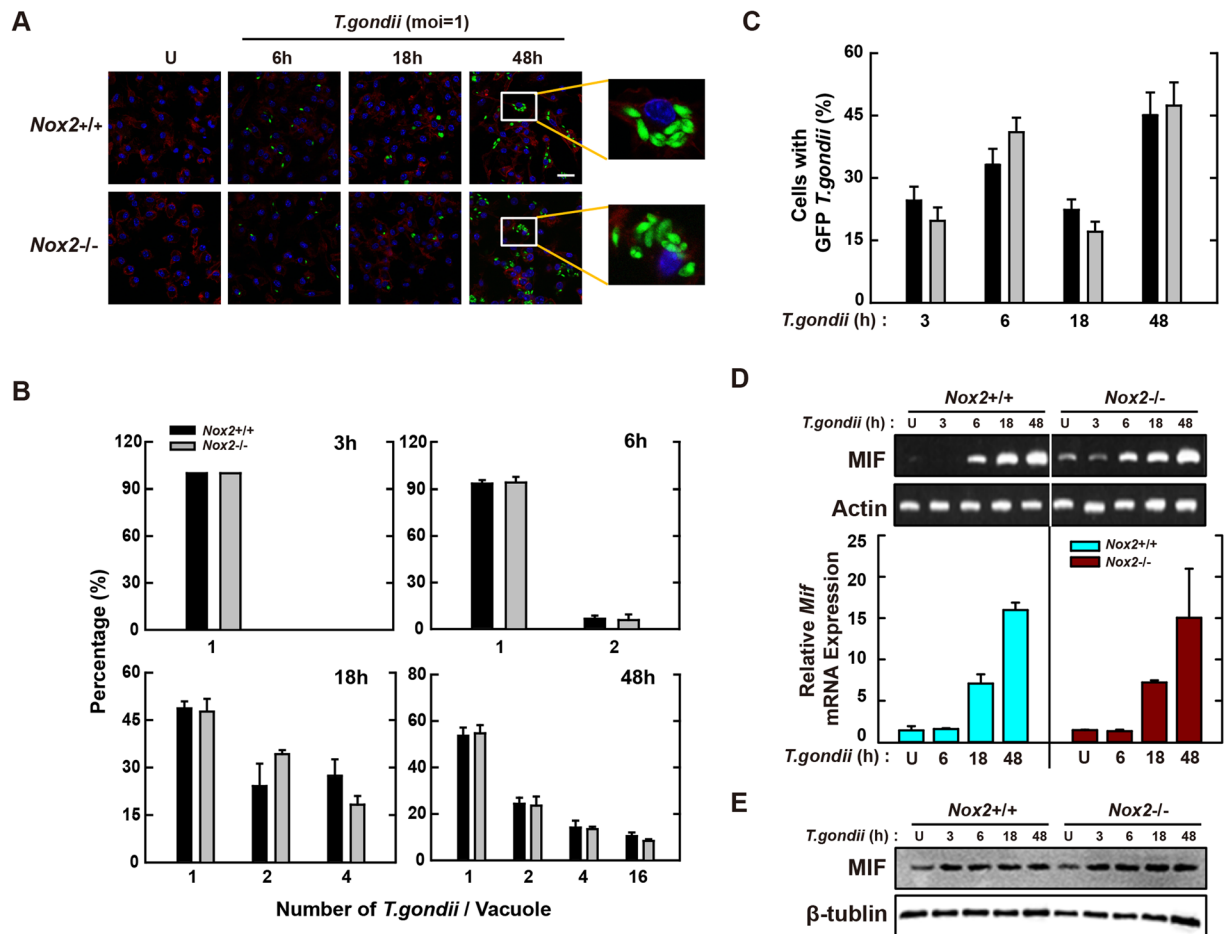 A
T.gondii (moi=1)
U 6h 18h 48h
Nox2+/+
Nox2-/-
B
Nox2+/+
Nox2-/-
3h
120
90
60
30
0
1
6h
120
90
60
30
0
1 2
Percentage (%)
18h
60
45
30
15
0
1 2 4
48h
80
60
40
20
0
1 2 4 16
Number of T.gondii / Vacuole
C
Cells with
GFP T.gondii (%)
60
45
30
15
0
T.gondii (h) : 3 6 18 48
D
Nox2+/+ Nox2-/-
T.gondii (h) : U 3 6 18 48 U 3 6 18 48
MIF
Actin
Relative Mif
mRNA Expression
25
20
15
10
5
0
Nox2+/+
Nox2-/-
T.gondii (h) : U 6 18 48 U 6 18 48
E
Nox2+/+ Nox2-/-
T.gondii (h) : U 3 6 18 48 U 3 6 18 48
MIF
β-tublin